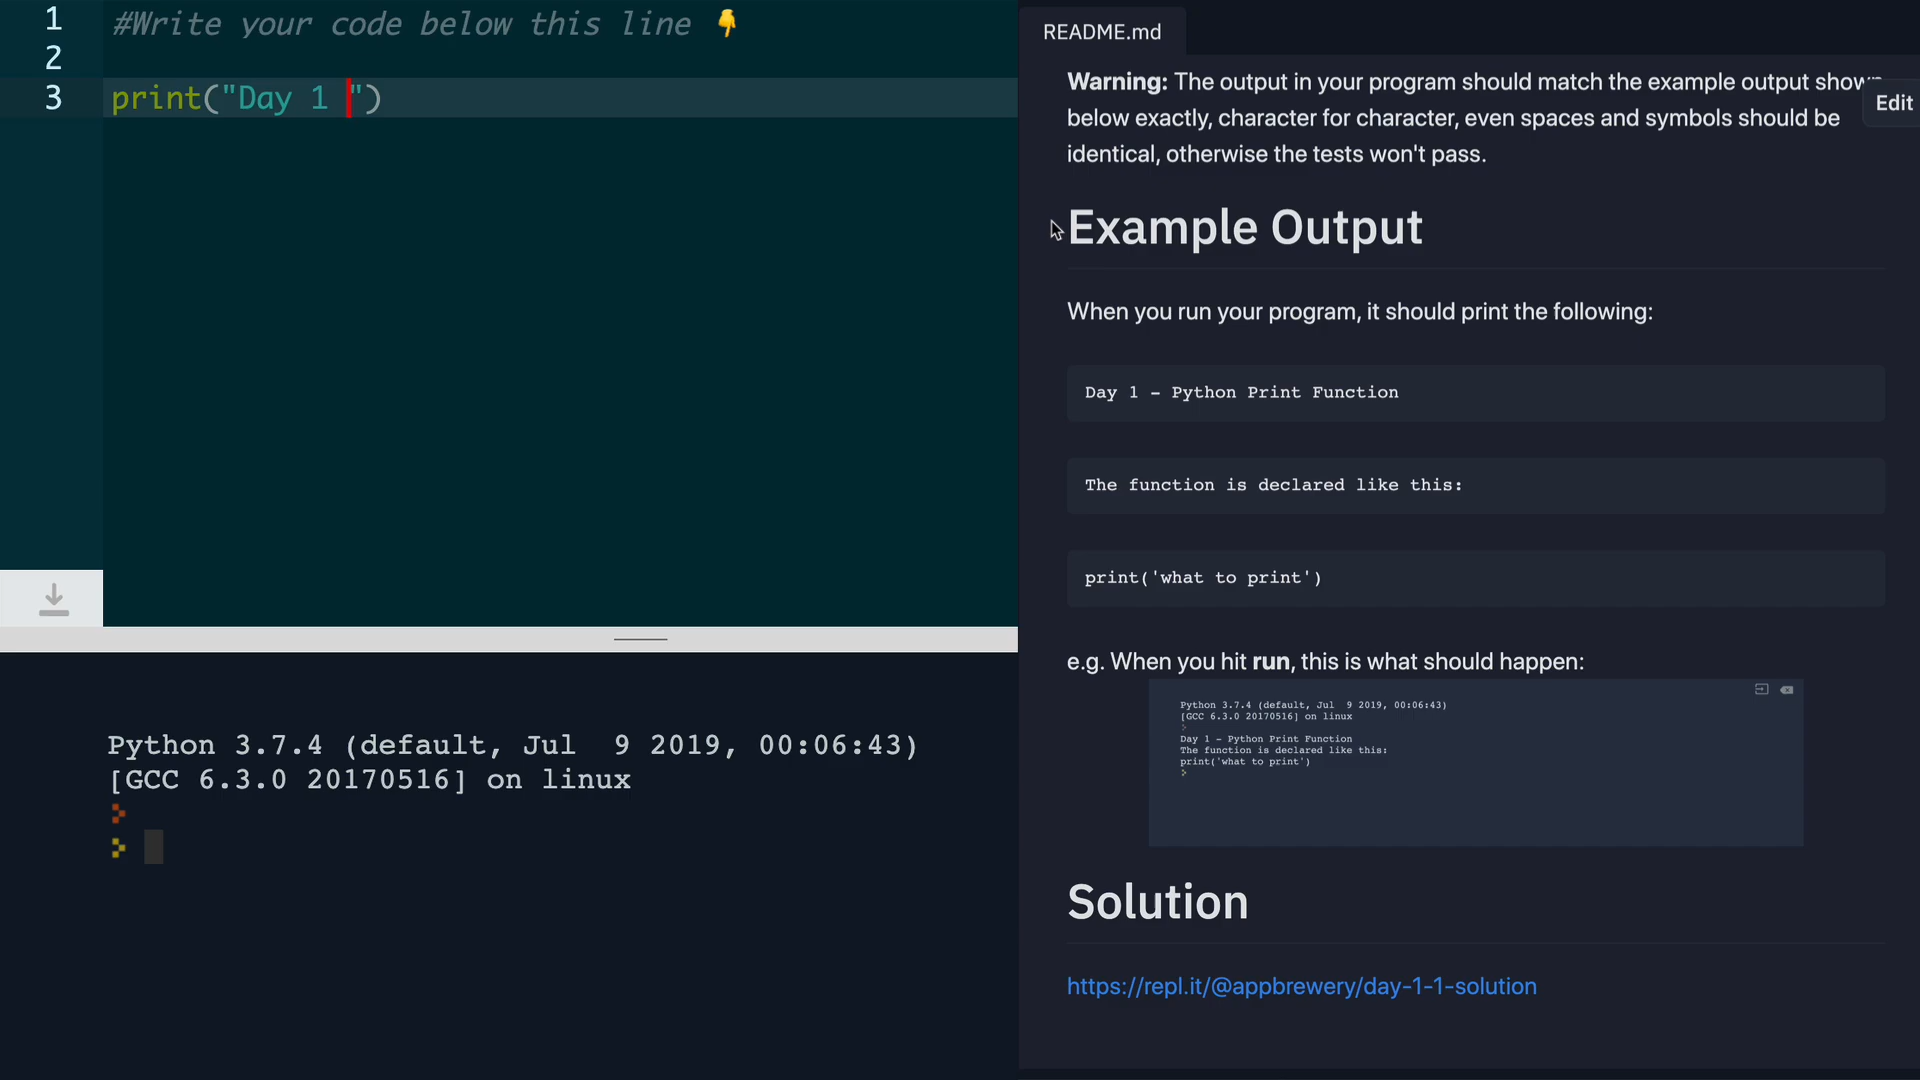 1 #Write your code below this line 👇
2
3 print("Day 1 ")
Python 3.7.4 (default, Jul  9 2019, 00:06:43)
[GCC 6.3.0 20170516] on linux
README.md
Warning: The output in your program should match the example output shown
below exactly, character for character, even spaces and symbols should be
identical, otherwise the tests won't pass.
Edit
Example Output
When you run your program, it should print the following:
Day 1 - Python Print Function
The function is declared like this:
print('what to print')
e.g. When you hit run, this is what should happen:
Python 3.7.4 (default, Jul  9 2019, 00:06:43)
[GCC 6.3.0 20170516] on linux
Day 1 - Python Print Function
The function is declared like this:
print('what to print')
Solution
https://repl.it/@appbrewery/day-1-1-solution